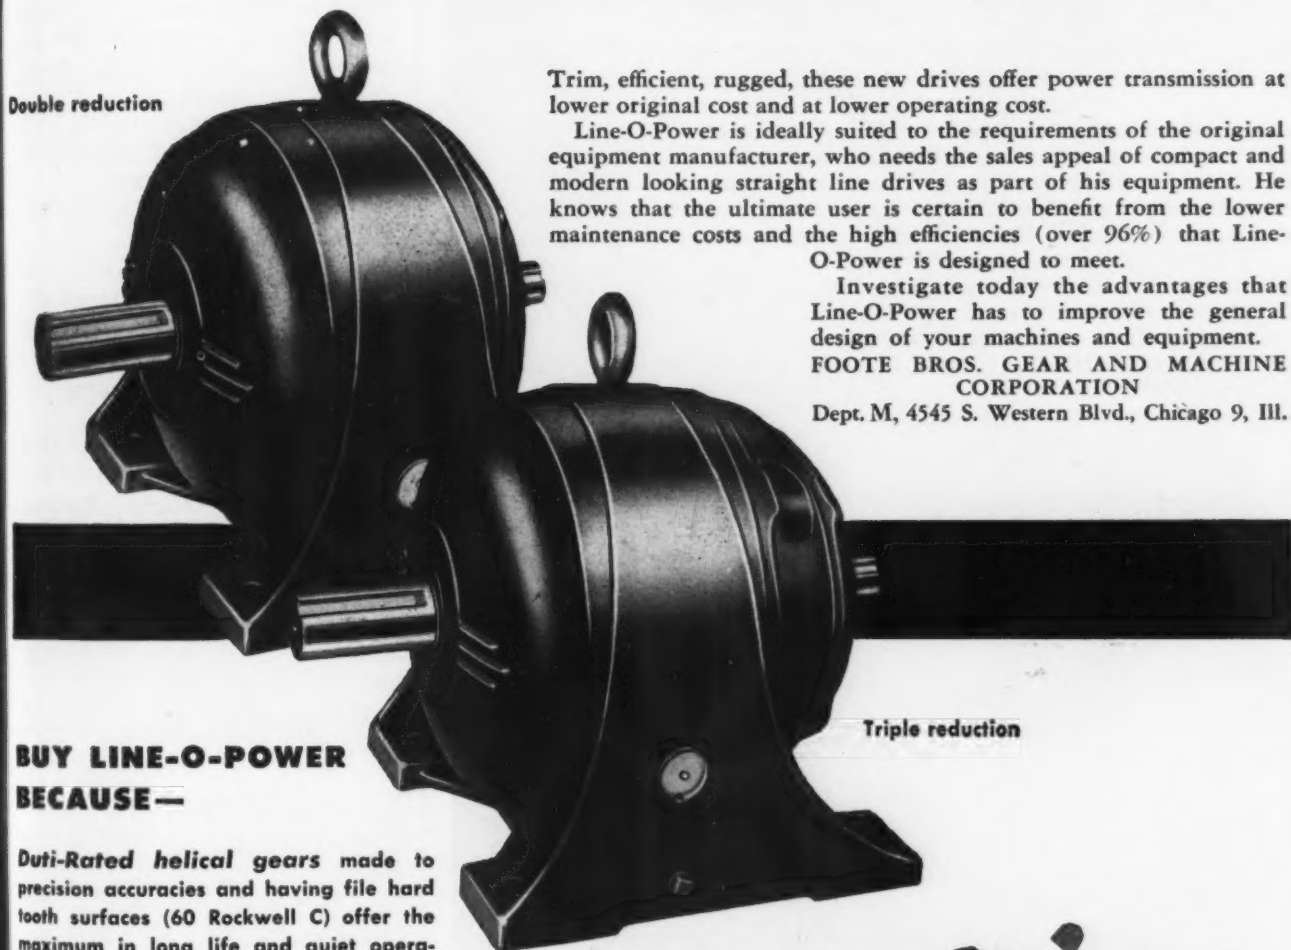 Double reduction
Trim, efficient, rugged, these new drives offer power transmission at
lower original cost and at lower operating cost.
Line-O-Power is ideally suited to the requirements of the original
equipment manufacturer, who needs the sales appeal of compact and
modern looking straight line drives as part of his equipment. He
knows that the ultimate user is certain to benefit from the lower
maintenance costs and the high efficiencies (over 96%) that Line-
O-Power is designed to meet.
Investigate today the advantages that
Line-O-Power has to improve the general
design of your machines and equipment.
FOOTE BROS. GEAR AND MACHINE
CORPORATION
Dept. M, 4545 S. Western Blvd., Chicago 9, Ill.
Triple reduction
BUY LINE-O-POWER
BECAUSE—
Duti-Rated helical gears made to
precision accuracies and having file hard
tooth surfaces (60 Rockwell C) offer the
maximum in long life and quiet opera-